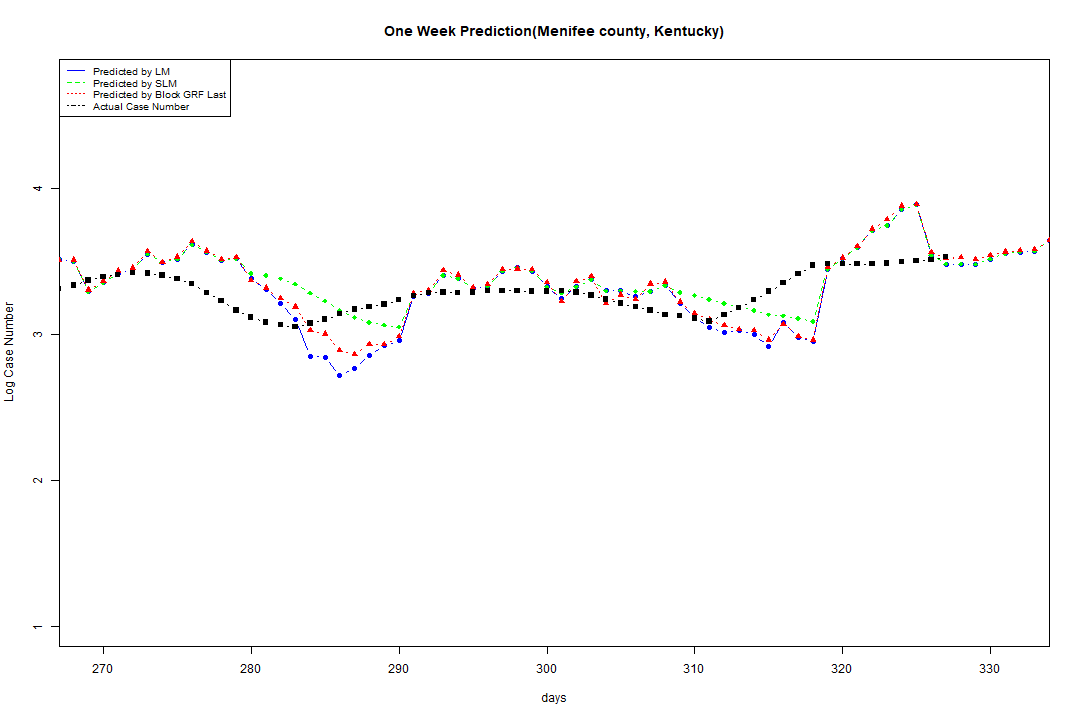 One Week Prediction(Menifee county, Kentucky)
Predicted by LM
Predicted by SLM
Predicted by Block GRF Last
Actual Case Number
4
3
2
1
Log Case Number
270 280 290 300 310 320 330
days